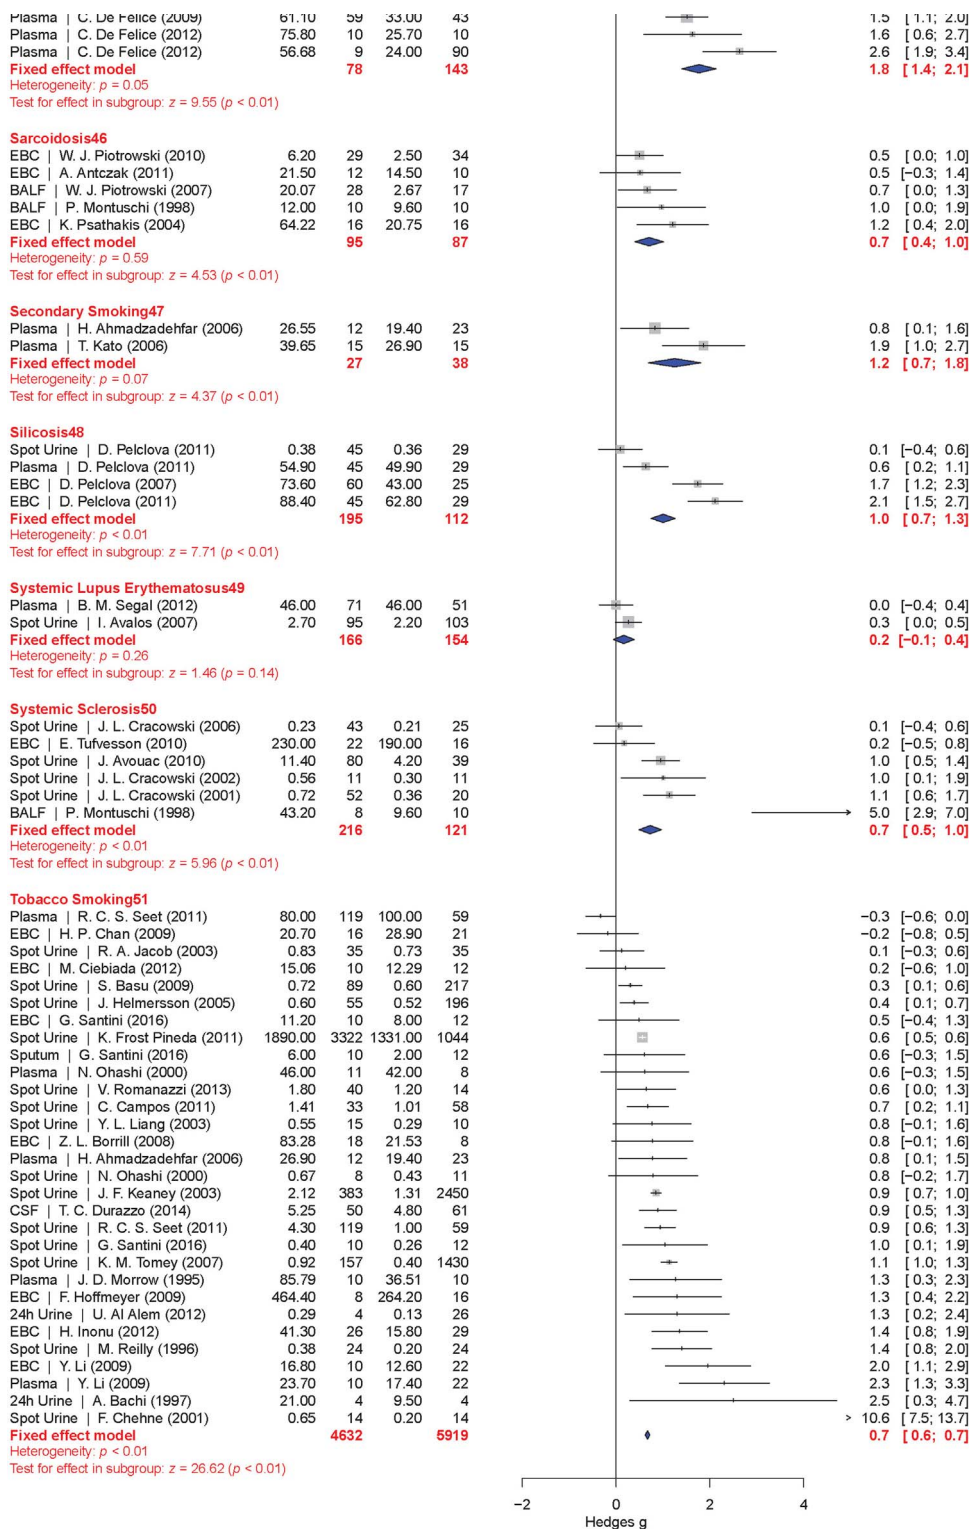 Plasma | C. De Felice (2009) 61.10 59 33.00 43 1.5 [ 1.1; 2.0]
Plasma | C. De Felice (2012) 75.80 10 25.70 10 1.6 [ 0.6; 2.7]
Plasma | C. De Felice (2012) 56.68 9 24.00 90 2.6 [ 1.9; 3.4]
Fixed effect model 78 143 1.8 [ 1.4; 2.1]
Heterogeneity: p = 0.05
Test for effect in subgroup: z = 9.55 (p < 0.01)
Sarcoidosis46
EBC | W. J. Piotrowski (2010) 6.20 29 2.50 34 0.5 [ 0.0; 1.0]
EBC | A. Antczak (2011) 21.50 12 14.50 10 0.5 [−0.3; 1.4]
BALF | W. J. Piotrowski (2007) 20.07 28 2.67 17 0.7 [ 0.0; 1.3]
BALF | P. Montuschi (1998) 12.00 10 9.60 10 1.0 [ 0.0; 1.9]
EBC | K. Psathakis (2004) 64.22 16 20.75 16 1.2 [ 0.4; 2.0]
Fixed effect model 95 87 0.7 [ 0.4; 1.0]
Heterogeneity: p = 0.59
Test for effect in subgroup: z = 4.53 (p < 0.01)
Secondary Smoking47
Plasma | H. Ahmadzadehfar (2006) 26.55 12 19.40 23 0.8 [ 0.1; 1.6]
Plasma | T. Kato (2006) 39.65 15 26.90 15 1.9 [ 1.0; 2.7]
Fixed effect model 27 38 1.2 [ 0.7; 1.8]
Heterogeneity: p = 0.07
Test for effect in subgroup: z = 4.37 (p < 0.01)
Silicosis48
Spot Urine | D. Pelclova (2011) 0.38 45 0.36 29 0.1 [−0.4; 0.6]
Plasma | D. Pelclova (2011) 54.90 45 49.90 29 0.6 [ 0.2; 1.1]
EBC | D. Pelclova (2007) 73.60 60 43.00 25 1.7 [ 1.2; 2.3]
EBC | D. Pelclova (2011) 88.40 45 62.80 29 2.1 [ 1.5; 2.7]
Fixed effect model 195 112 1.0 [ 0.7; 1.3]
Heterogeneity: p < 0.01
Test for effect in subgroup: z = 7.71 (p < 0.01)
Systemic Lupus Erythematosus49
Plasma | B. M. Segal (2012) 46.00 71 46.00 51 0.0 [−0.4; 0.4]
Spot Urine | I. Avalos (2007) 2.70 95 2.20 103 0.3 [ 0.0; 0.5]
Fixed effect model 166 154 0.2 [−0.1; 0.4]
Heterogeneity: p = 0.26
Test for effect in subgroup: z = 1.46 (p = 0.14)
Systemic Sclerosis50
Spot Urine | J. L. Cracowski (2006) 0.23 43 0.21 25 0.1 [−0.4; 0.6]
EBC | E. Tufvesson (2010) 230.00 22 190.00 16 0.2 [−0.5; 0.8]
Spot Urine | J. Avouac (2010) 11.40 80 4.20 39 1.0 [ 0.5; 1.4]
Spot Urine | J. L. Cracowski (2002) 0.56 11 0.30 11 1.0 [ 0.1; 1.9]
Spot Urine | J. L. Cracowski (2001) 0.72 52 0.36 20 1.1 [ 0.6; 1.7]
BALF | P. Montuschi (1998) 43.20 8 9.60 10 5.0 [ 2.9; 7.0]
Fixed effect model 216 121 0.7 [ 0.5; 1.0]
Heterogeneity: p < 0.01
Test for effect in subgroup: z = 5.96 (p < 0.01)
Tobacco Smoking51
Plasma | R. C. S. Seet (2011) 80.00 119 100.00 59 −0.3 [−0.6; 0.0]
EBC | H. P. Chan (2009) 20.70 16 28.90 21 −0.2 [−0.8; 0.5]
Spot Urine | R. A. Jacob (2003) 0.83 35 0.73 35 0.1 [−0.3; 0.6]
EBC | M. Ciebiada (2012) 15.06 10 12.29 12 0.2 [−0.6; 1.0]
Spot Urine | S. Basu (2009) 0.72 89 0.60 217 0.3 [ 0.1; 0.6]
Spot Urine | J. Helmersson (2005) 0.60 55 0.52 196 0.4 [ 0.1; 0.7]
EBC | G. Santini (2016) 11.20 10 8.00 12 0.5 [−0.4; 1.3]
Spot Urine | K. Frost Pineda (2011) 1890.00 3322 1331.00 1044 0.6 [ 0.5; 0.6]
Sputum | G. Santini (2016) 6.00 10 2.00 12 0.6 [−0.3; 1.5]
Plasma | N. Ohashi (2000) 46.00 11 42.00 8 0.6 [−0.3; 1.5]
Spot Urine | V. Romanazzi (2013) 1.80 40 1.20 14 0.6 [ 0.0; 1.3]
Spot Urine | C. Campos (2011) 1.41 33 1.01 58 0.7 [ 0.2; 1.1]
Spot Urine | Y. L. Liang (2003) 0.55 15 0.29 10 0.8 [−0.1; 1.6]
EBC | Z. L. Borrill (2008) 83.28 18 21.53 8 0.8 [−0.1; 1.6]
Plasma | H. Ahmadzadehfar (2006) 26.90 12 19.40 23 0.8 [ 0.1; 1.5]
Spot Urine | N. Ohashi (2000) 0.67 8 0.43 11 0.8 [−0.2; 1.7]
Spot Urine | J. F. Keaney (2003) 2.12 383 1.31 2450 0.9 [ 0.7; 1.0]
CSF | T. C. Durazzo (2014) 5.25 50 4.80 61 0.9 [ 0.5; 1.3]
Spot Urine | R. C. S. Seet (2011) 4.30 119 1.00 59 0.9 [ 0.6; 1.3]
Spot Urine | G. Santini (2016) 0.40 10 0.26 12 1.0 [ 0.1; 1.9]
Spot Urine | K. M. Tomey (2007) 0.92 157 0.40 1430 1.1 [ 1.0; 1.3]
Plasma | J. D. Morrow (1995) 85.79 10 36.51 10 1.3 [ 0.3; 2.3]
EBC | F. Hoffmeyer (2009) 464.40 8 264.20 16 1.3 [ 0.4; 2.2]
24h Urine | U. Al Alem (2012) 0.29 4 0.13 26 1.3 [ 0.2; 2.4]
EBC | H. Inonu (2012) 41.30 26 15.80 29 1.4 [ 0.8; 1.9]
Spot Urine | M. Reilly (1996) 0.38 24 0.20 24 1.4 [ 0.8; 2.0]
EBC | Y. Li (2009) 16.80 10 12.60 22 2.0 [ 1.1; 2.9]
Plasma | Y. Li (2009) 23.70 10 17.40 22 2.3 [ 1.3; 3.3]
24h Urine | A. Bachi (1997) 21.00 4 9.50 4 2.5 [ 0.3; 4.7]
Spot Urine | F. Chehne (2001) 0.65 14 0.20 14 10.6 [ 7.5; 13.7]
Fixed effect model 4632 5919 0.7 [ 0.6; 0.7]
Heterogeneity: p < 0.01
Test for effect in subgroup: z = 26.62 (p < 0.01)
−2 0 2 4
Hedges g